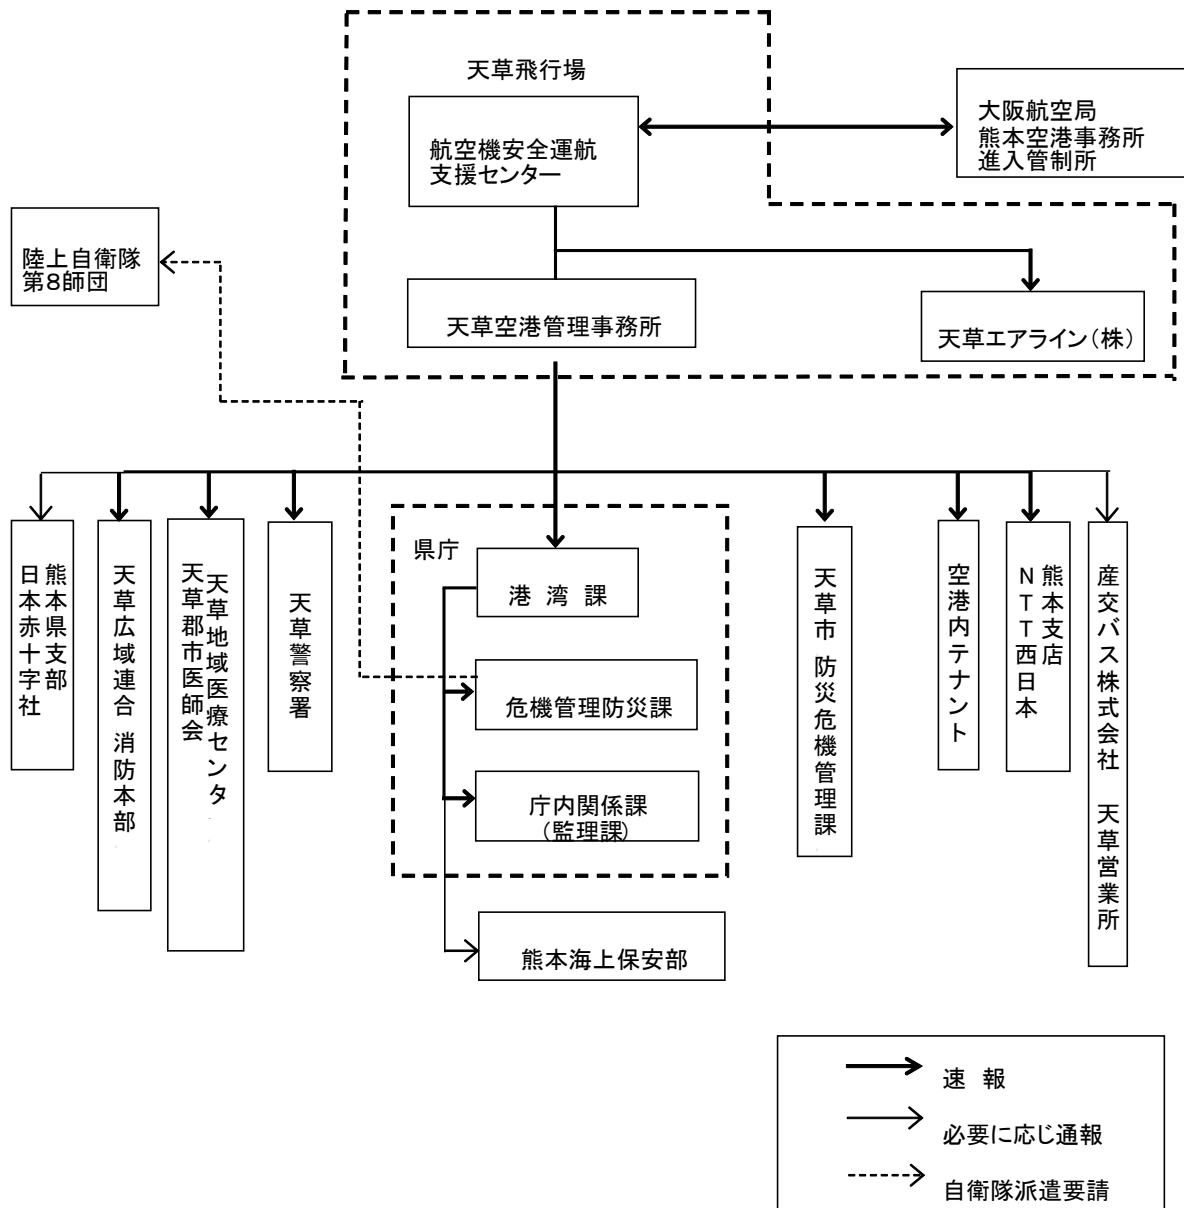 天草飛行場
航空機安全運航
支援センター
大阪航空局
熊本空港事務所
進入管制所
陸上自衛隊
第8師団
天草空港管理事務所
天草エアライン(株)
熊本県支部
日本赤十字社
天草広域連合 消防本部
天草地域医療センタ
天草郡市医師会
天草警察署
県庁
港 湾 課
危機管理防災課
庁内関係課
(監理課)
熊本海上保安部
天草市 防災危機管理課
空港内テナント
熊本支店
NTT西日本
産交バス株式会社 天草営業所
速 報
必要に応じ通報
自衛隊派遣要請